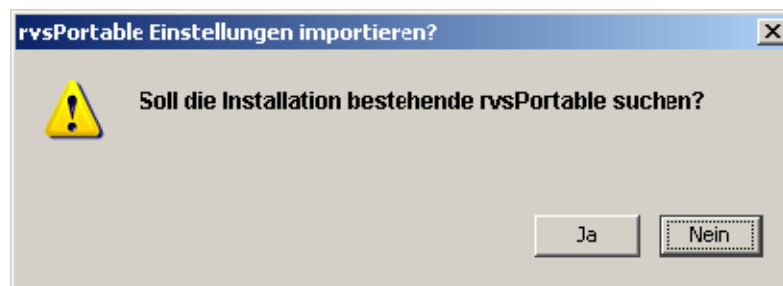 rvsPortable Einstellungen importieren?
Soll die Installation bestehende rvsPortable suchen?
Ja
Nein